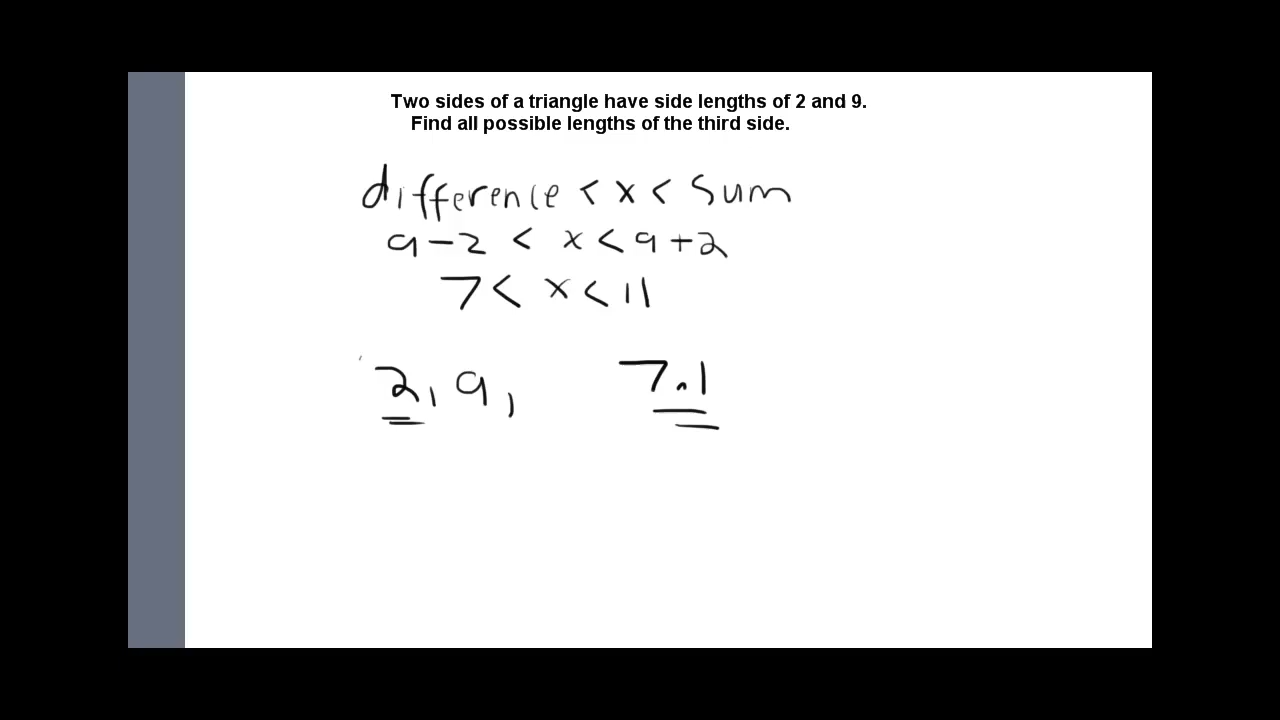 Two sides of a triangle have side lengths of 2 and 9.
Find all possible lengths of the third side.
difference < x < sum
9 - 2 < x < 9 + 2
7 < x < 11
2, 9, 7.1